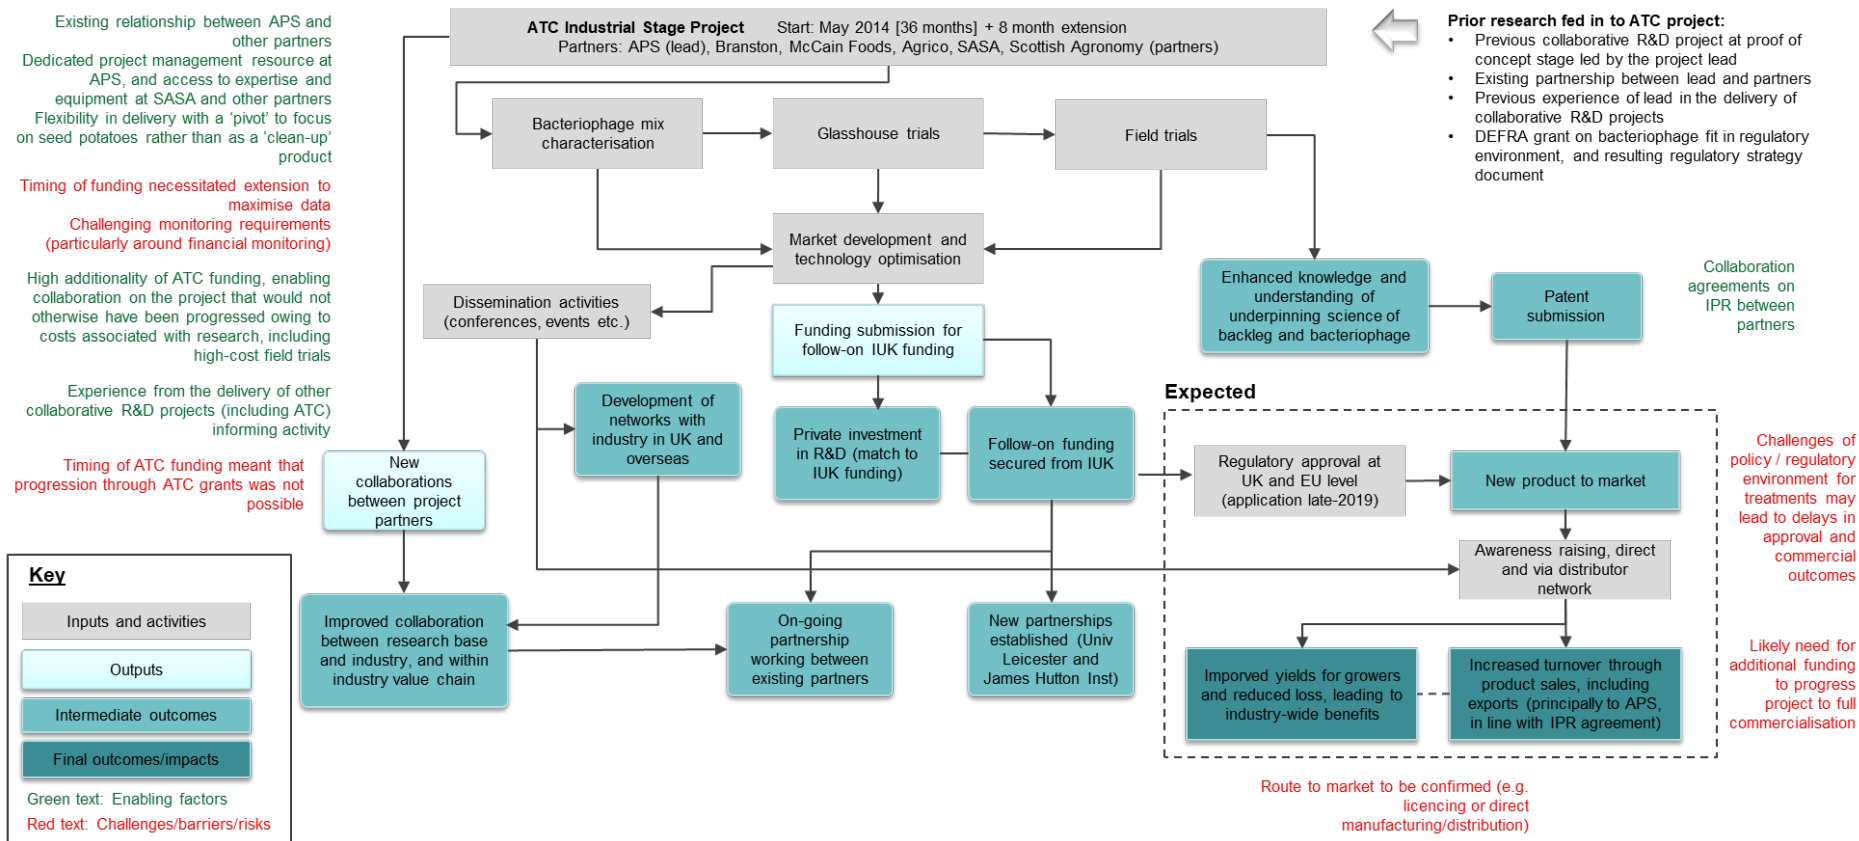 Existing relationship between APS and
other partners
Dedicated project management resource at
APS, and access to expertise and
equipment at SASA and other partners
Flexibility in delivery with a ‘pivot’ to focus
on seed potatoes rather than as a ‘clean-up’
product
Timing of funding necessitated extension to
maximise data
Challenging monitoring requirements
(particularly around financial monitoring)
High additionality of ATC funding, enabling
collaboration on the project that would not
otherwise have been progressed owing to
costs associated with research, including
high-cost field trials
Experience from the delivery of other
collaborative R&D projects (including ATC)
informing activity
Timing of ATC funding meant that
progression through ATC grants was not
possible
ATC Industrial Stage Project Start: May 2014 [36 months] + 8 month extension
Partners: APS (lead), Branston, McCain Foods, Agrico, SASA, Scottish Agronomy (partners)
Prior research fed in to ATC project:
• Previous collaborative R&D project at proof of
concept stage led by the project lead
• Existing partnership between lead and partners
• Previous experience of lead in the delivery of
collaborative R&D projects
• DEFRA grant on bacteriophage fit in regulatory
environment, and resulting regulatory strategy
document
Bacteriophage mix
characterisation
Glasshouse trials
Field trials
Market development and
technology optimisation
Dissemination activities
(conferences, events etc.)
Funding submission for
follow-on IUK funding
Enhanced knowledge and
understanding of
underpinning science of
backleg and bacteriophage
Patent
submission
Collaboration
agreements on
IPR between
partners
Development of
networks with
industry in UK and
overseas
Private investment
in R&D (match to
IUK funding)
Follow-on funding
secured from IUK
New
collaborations
between project
partners
Expected
Regulatory approval at
UK and EU level
(application late-2019)
New product to market
Awareness raising, direct
and via distributor
network
Challenges of
policy / regulatory
environment for
treatments may
lead to delays in
approval and
commercial
outcomes
Improved collaboration
between research base
and industry, and within
industry value chain
On-going
partnership
working between
existing partners
New partnerships
established (Univ
Leicester and
James Hutton Inst)
Imporved yields for growers
and reduced loss, leading to
industry-wide benefits
Increased turnover through
product sales, including
exports (principally to APS,
in line with IPR agreement)
Likely need for
additional funding
to progress
project to full
commercialisation
Route to market to be confirmed (e.g.
licencing or direct
manufacturing/distribution)
Key
Inputs and activities
Outputs
Intermediate outcomes
Final outcomes/impacts
Green text: Enabling factors
Red text: Challenges/barriers/risks